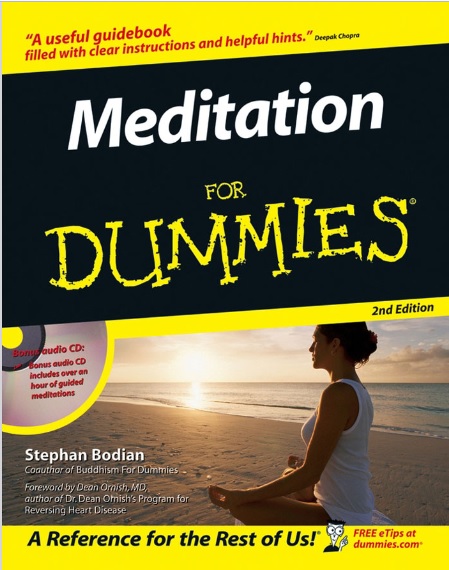 “A useful guidebook
filled with clear instructions and helpful hints.” Deepak Chopra
Meditation
FOR
DUMMIES®
2nd Edition
Bonus audio CD:
Bonus audio CD
includes over an
hour of guided
meditations
Stephan Bodian
Coauthor of Buddhism For Dummies
Foreword by Dean Ornish, MD,
author of Dr. Dean Ornish's Program for
Reversing Heart Disease
A Reference for the Rest of Us!®
FREE eTips at
dummies.com®